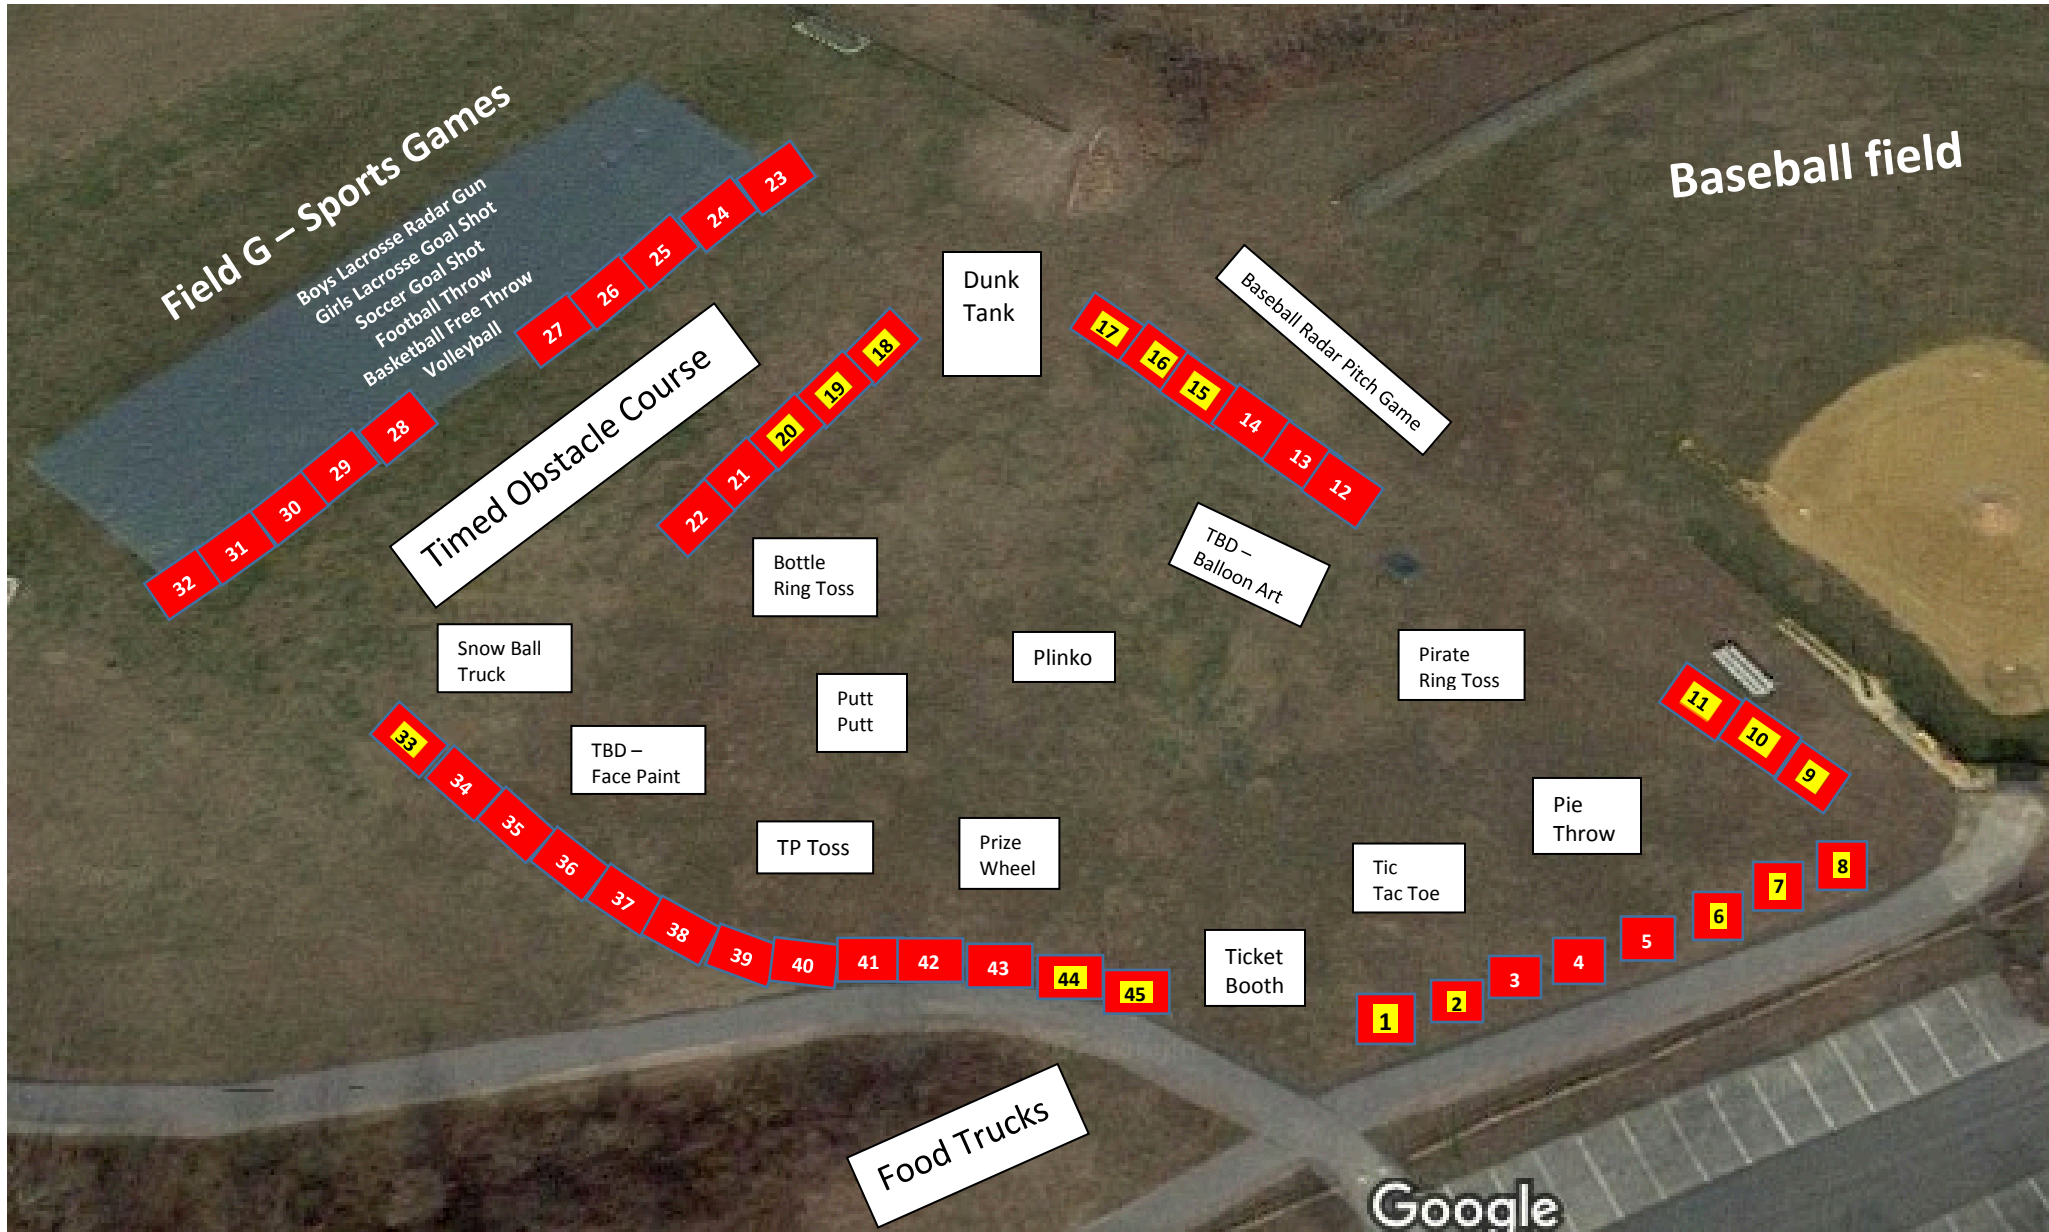 Field G – Sports Games
Boys Lacrosse Radar Gun
Girls Lacrosse Goal Shot
Soccer Goal Shot
Football Throw
Basketball Free Throw
Volleyball
Baseball field
23
24
25
26
27
28
29
30
31
32
Timed Obstacle Course
18
19
20
21
22
Dunk
Tank
17
16
15
14
13
12
Baseball Radar Pitch Game
TBD –
Balloon Art
Bottle
Ring Toss
Snow Ball
Truck
Plinko
Pirate
Ring Toss
Putt
Putt
TBD –
Face Paint
11
10
9
Pie
Throw
TP Toss
Prize
Wheel
Tic
Tac Toe
33
34
35
36
37
38
39
40
41
42
43
44
45
Ticket
Booth
1
2
3
4
5
6
7
8
Food Trucks
Google